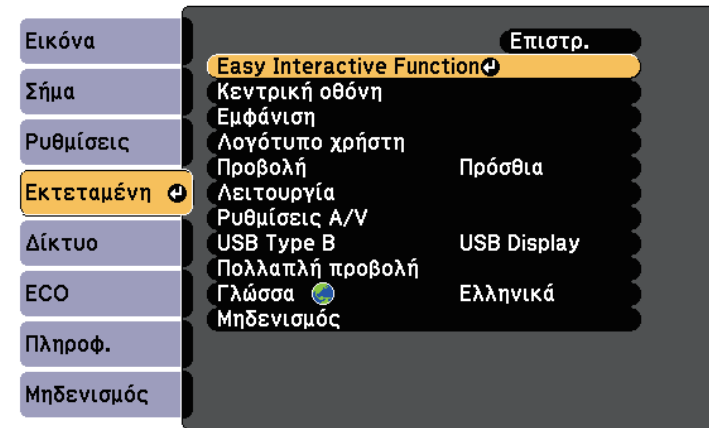 Εικόνα
Σήμα
Ρυθμίσεις
Εκτεταμένη
Δίκτυο
ECO
Πληροφ.
Μηδενισμός
Επιστρ.
Easy Interactive Function
Κεντρική οθόνη
Εμφάνιση
Λογότυπο χρήστη
Προβολή Πρόσθια
Λειτουργία
Ρυθμίσεις A/V
USB Type B USB Display
Πολλαπλή προβολή
Γλώσσα Ελληνικά
Μηδενισμός